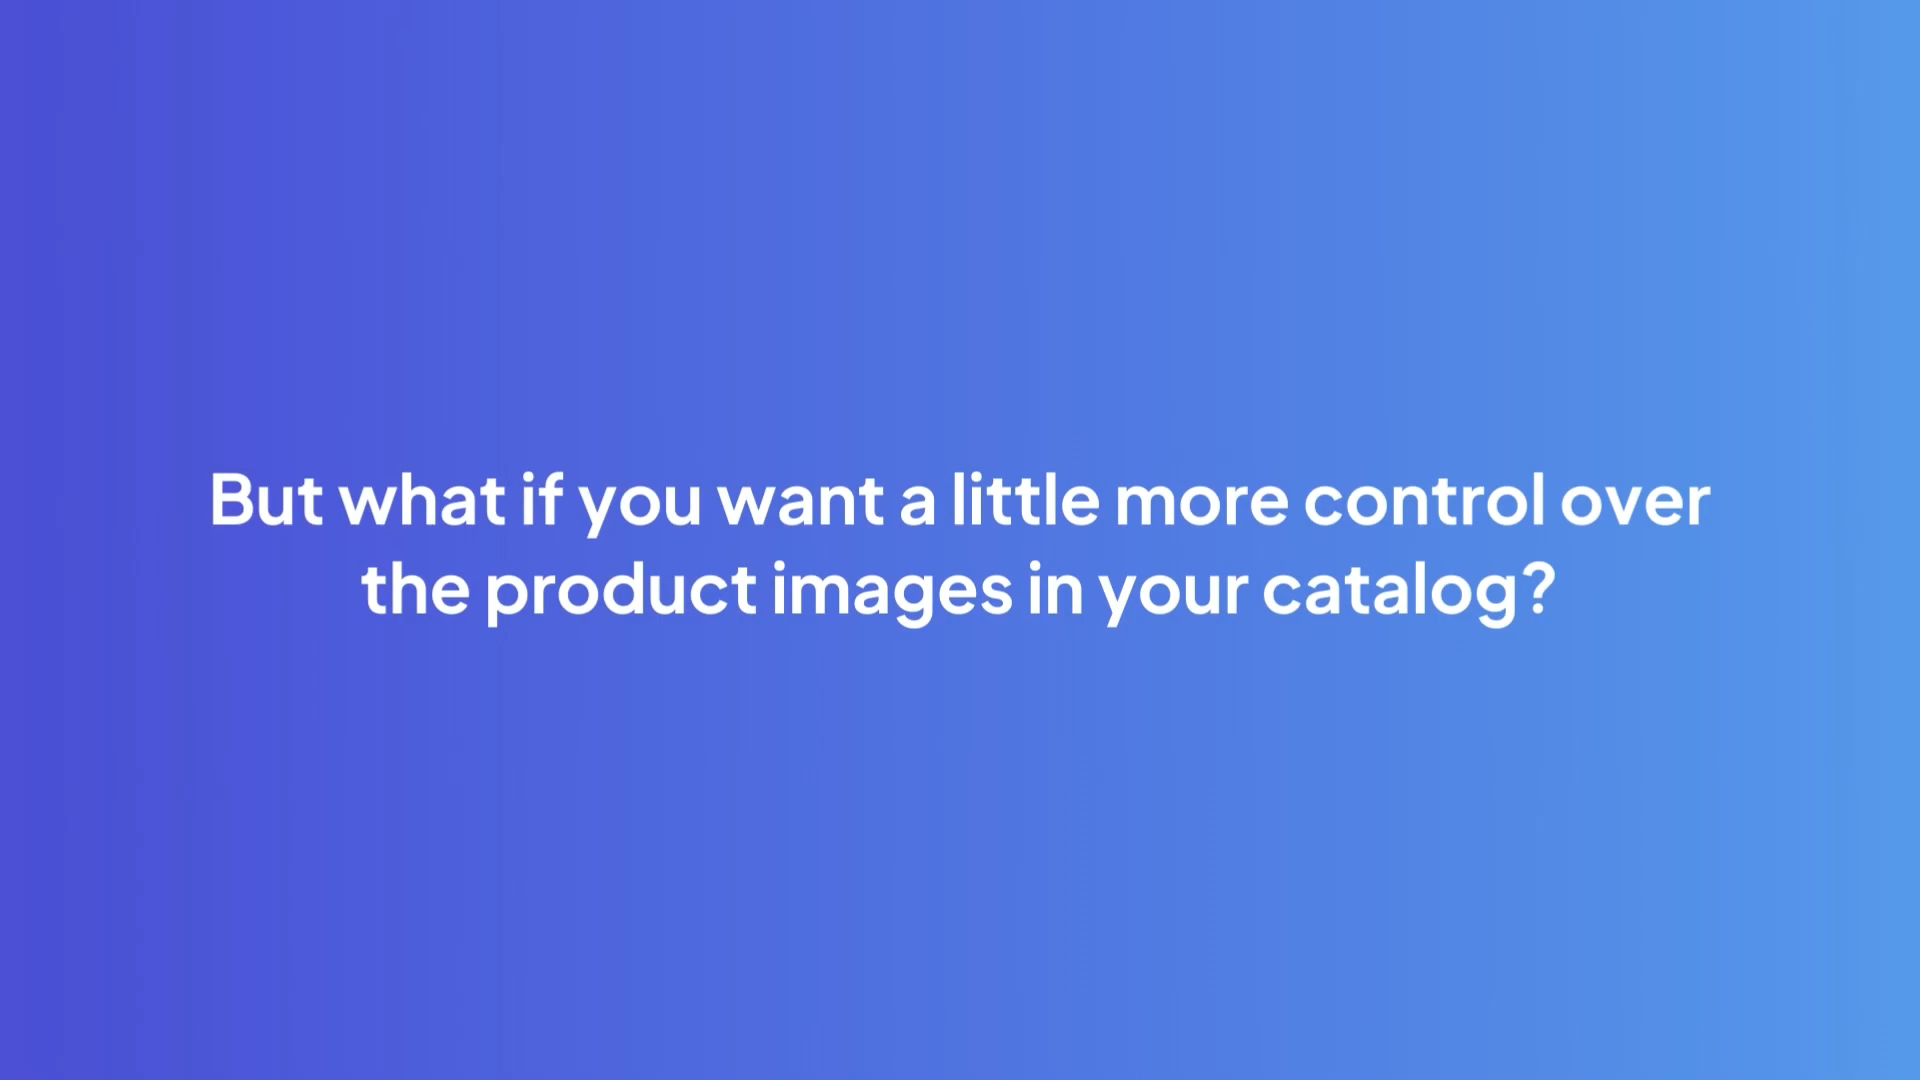 But what if you want a little more control over
the product images in your catalog?